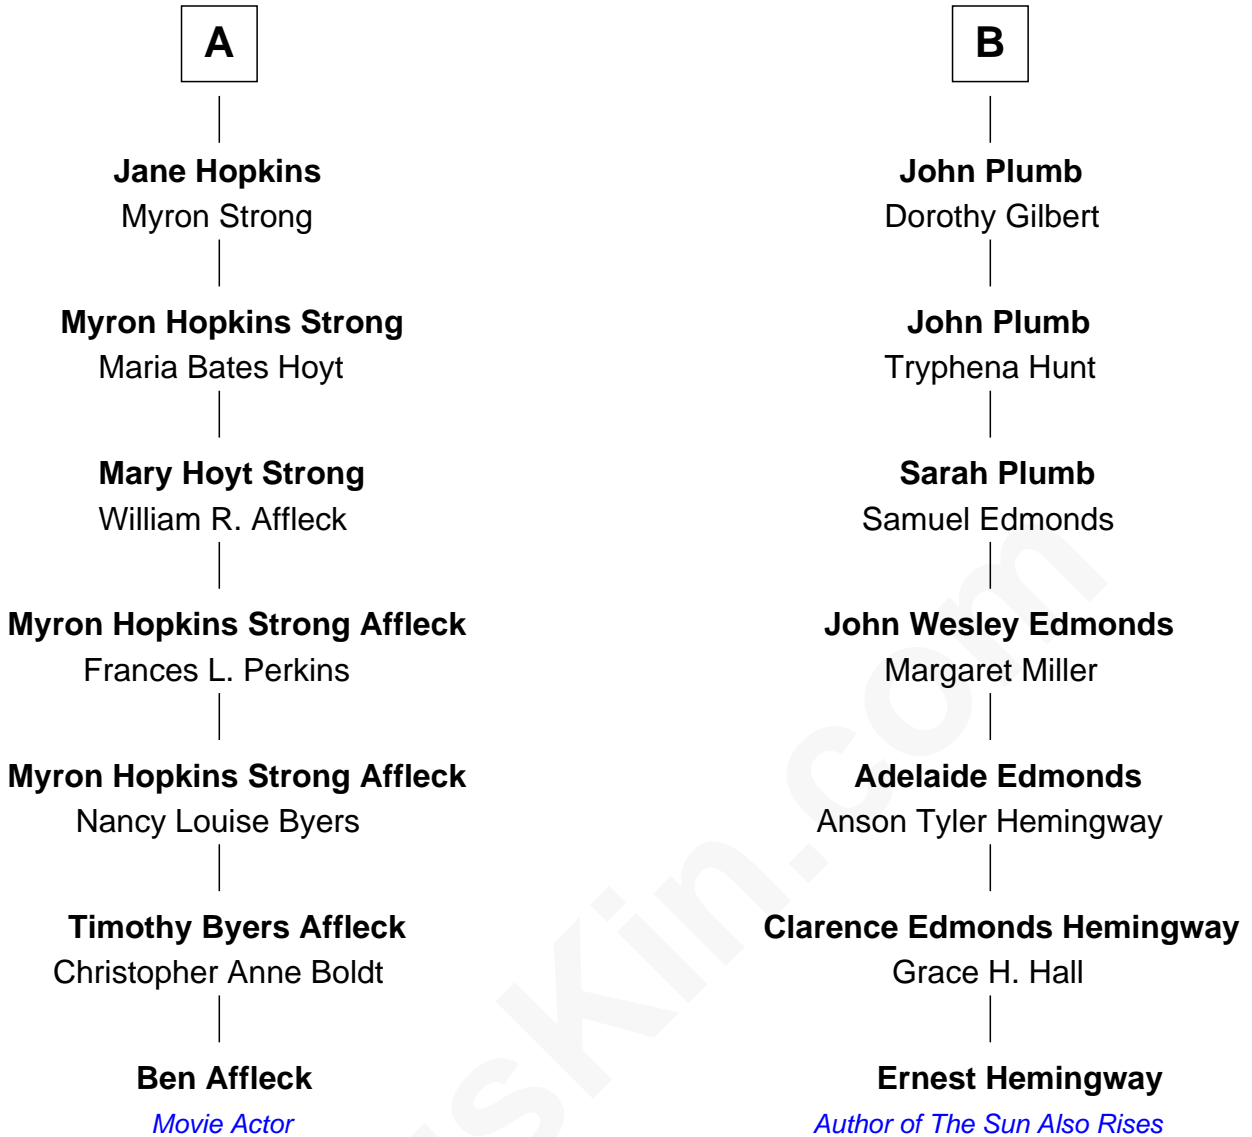 A
Jane Hopkins
Myron Strong
Myron Hopkins Strong
Maria Bates Hoyt
Mary Hoyt Strong
William R. Affleck
Myron Hopkins Strong Affleck
Frances L. Perkins
Myron Hopkins Strong Affleck
Nancy Louise Byers
Timothy Byers Affleck
Christopher Anne Boldt
Ben Affleck
Movie Actor
B
John Plumb
Dorothy Gilbert
John Plumb
Tryphena Hunt
Sarah Plumb
Samuel Edmonds
John Wesley Edmonds
Margaret Miller
Adelaide Edmonds
Anson Tyler Hemingway
Clarence Edmonds Hemingway
Grace H. Hall
Ernest Hemingway
Author of The Sun Also Rises